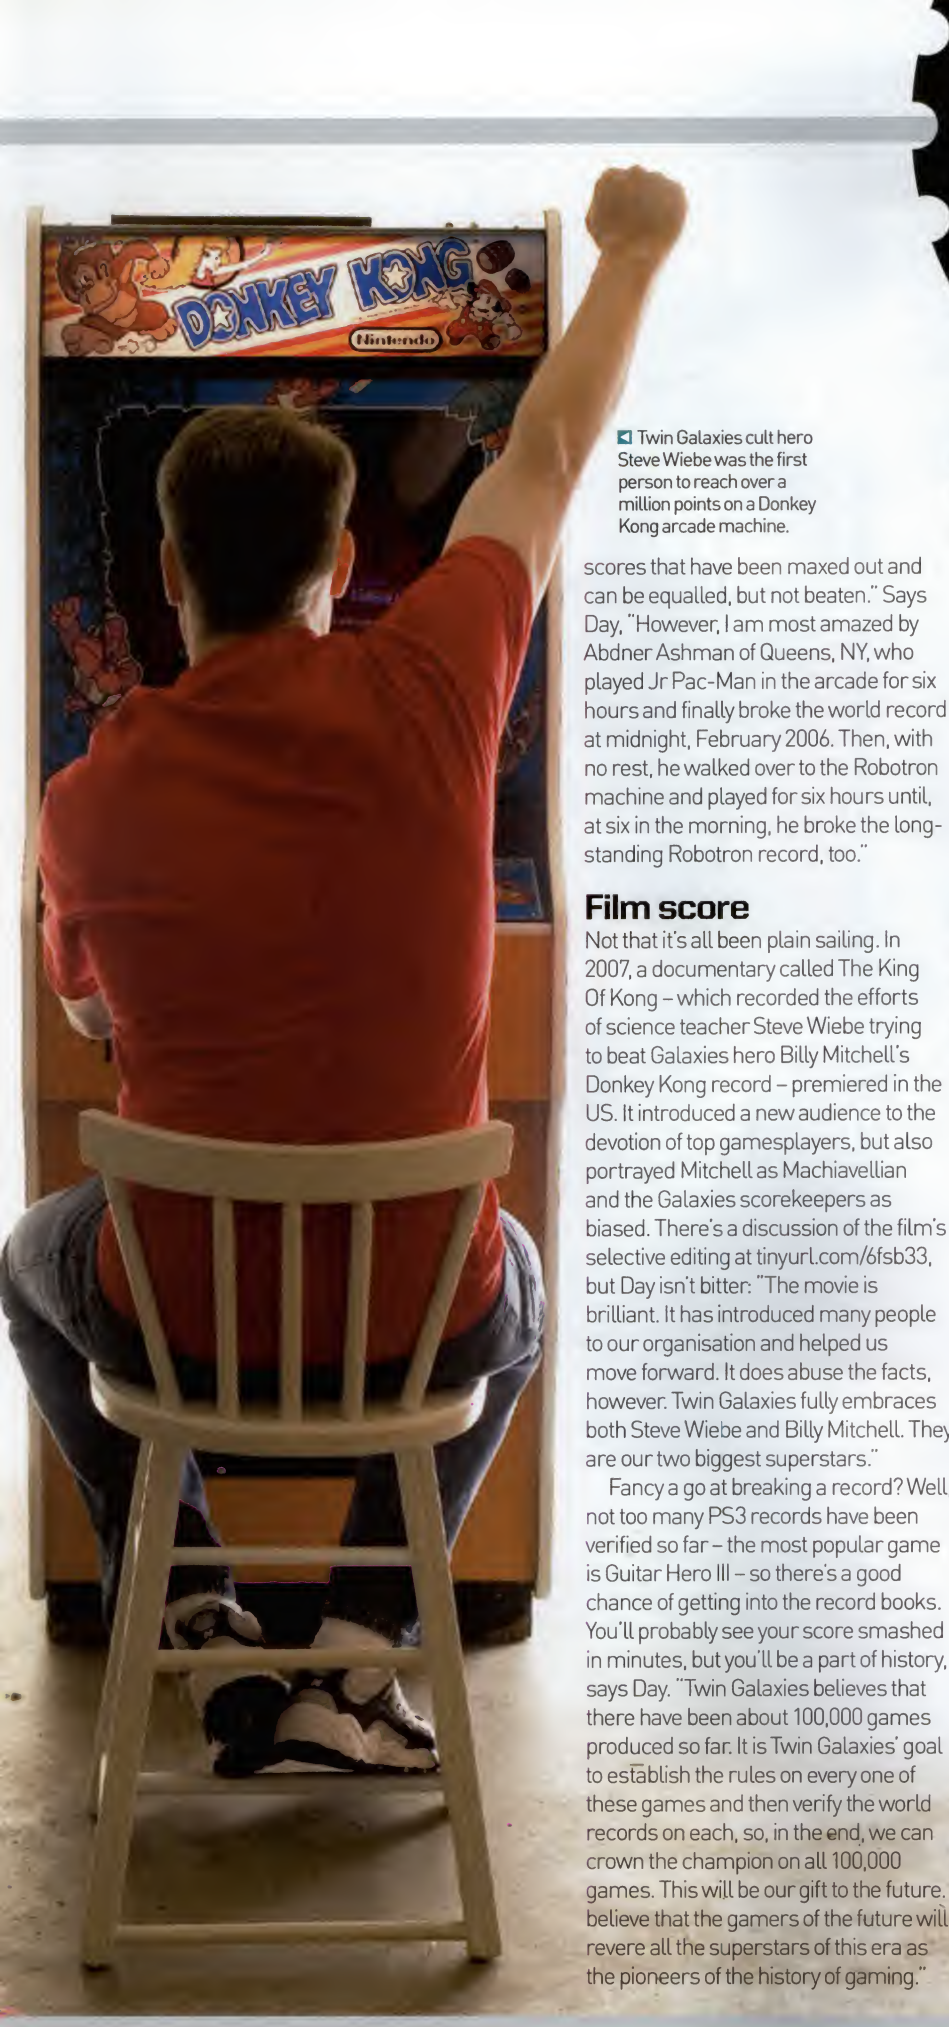 DONKEY KONG
Nintendo
Twin Galaxies cult hero
Steve Wiebe was the first
person to reach over a
million points on a Donkey
Kong arcade machine.
scores that have been maxed out and
can be equalled, but not beaten." Says
Day, "However, I am most amazed by
Abdner Ashman of Queens, NY, who
played Jr Pac-Man in the arcade for six
hours and finally broke the world record
at midnight, February 2006. Then, with
no rest, he walked over to the Robotron
machine and played for six hours until,
at six in the morning, he broke the long-
standing Robotron record, too."
Film score
Not that it's all been plain sailing. In
2007, a documentary called The King
Of Kong – which recorded the efforts
of science teacher Steve Wiebe trying
to beat Galaxies hero Billy Mitchell's
Donkey Kong record – premiered in the
US. It introduced a new audience to the
devotion of top gamesplayers, but also
portrayed Mitchell as Machiavellian
and the Galaxies scorekeepers as
biased. There's a discussion of the film's
selective editing at tinyurl.com/6fsb33,
but Day isn't bitter: "The movie is
brilliant. It has introduced many people
to our organisation and helped us
move forward. It does abuse the facts,
however. Twin Galaxies fully embraces
both Steve Wiebe and Billy Mitchell. They
are our two biggest superstars."
Fancy a go at breaking a record? Well
not too many PS3 records have been
verified so far – the most popular game
is Guitar Hero III – so there's a good
chance of getting into the record books.
You'll probably see your score smashed
in minutes, but you'll be a part of history,
says Day. "Twin Galaxies believes that
there have been about 100,000 games
produced so far. It is Twin Galaxies' goal
to establish the rules on every one of
these games and then verify the world
records on each, so, in the end, we can
crown the champion on all 100,000
games. This will be our gift to the future.
believe that the gamers of the future will
revere all the superstars of this era as
the pioneers of the history of gaming."